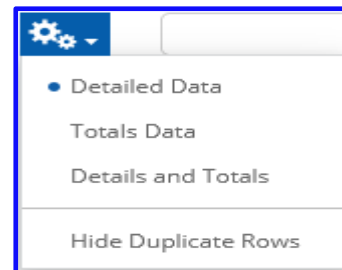 Detailed Data
Totals Data
Details and Totals
Hide Duplicate Rows